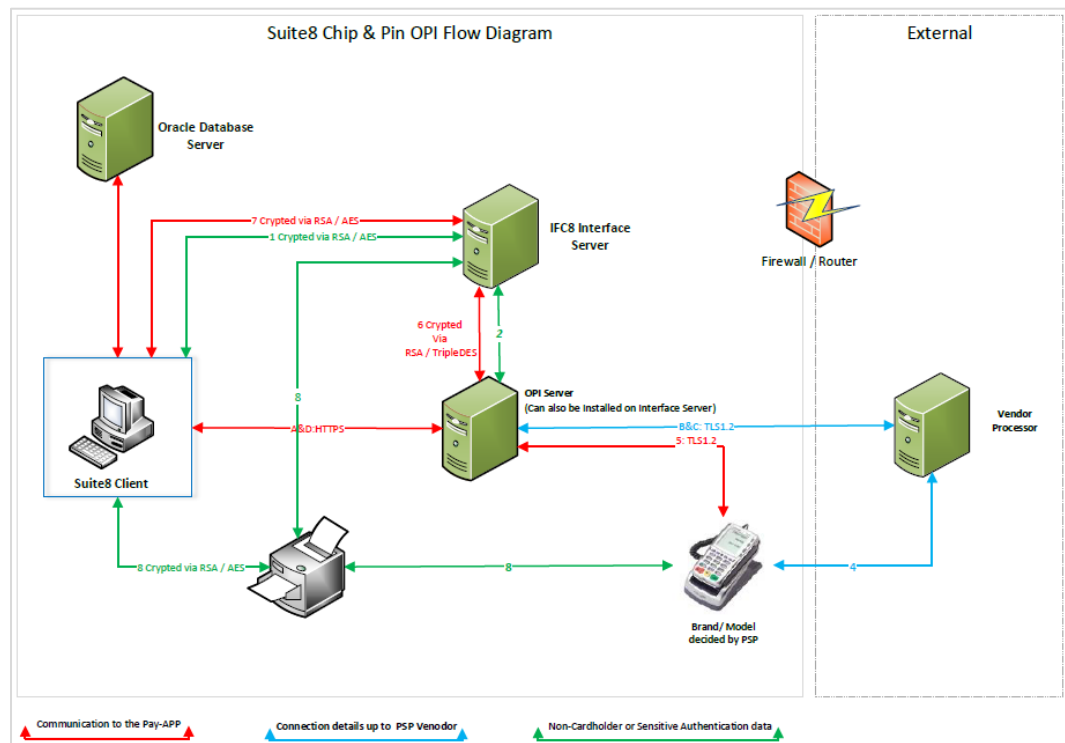 Suite8 Chip & Pin OPI Flow Diagram
External
Oracle Database
Server
7 Crypted via RSA / AES
1 Crypted via RSA / AES
IFC8 Interface
Server
Firewall / Router
6 Crypted
Via
RSA / TripleDES
2
8
OPI Server
(Can also be Installed on Interface Server)
A&D:HTTPS
B&C: TLS1.2
5: TLS1.2
Vendor
Processor
Suite8 Client
8 Crypted via RSA / AES
8
4
Brand/ Model
decided by PSP
Communication to the Pay-APP
Connection details up to PSP Venodor
Non-Cardholder or Sensitive Authentication data